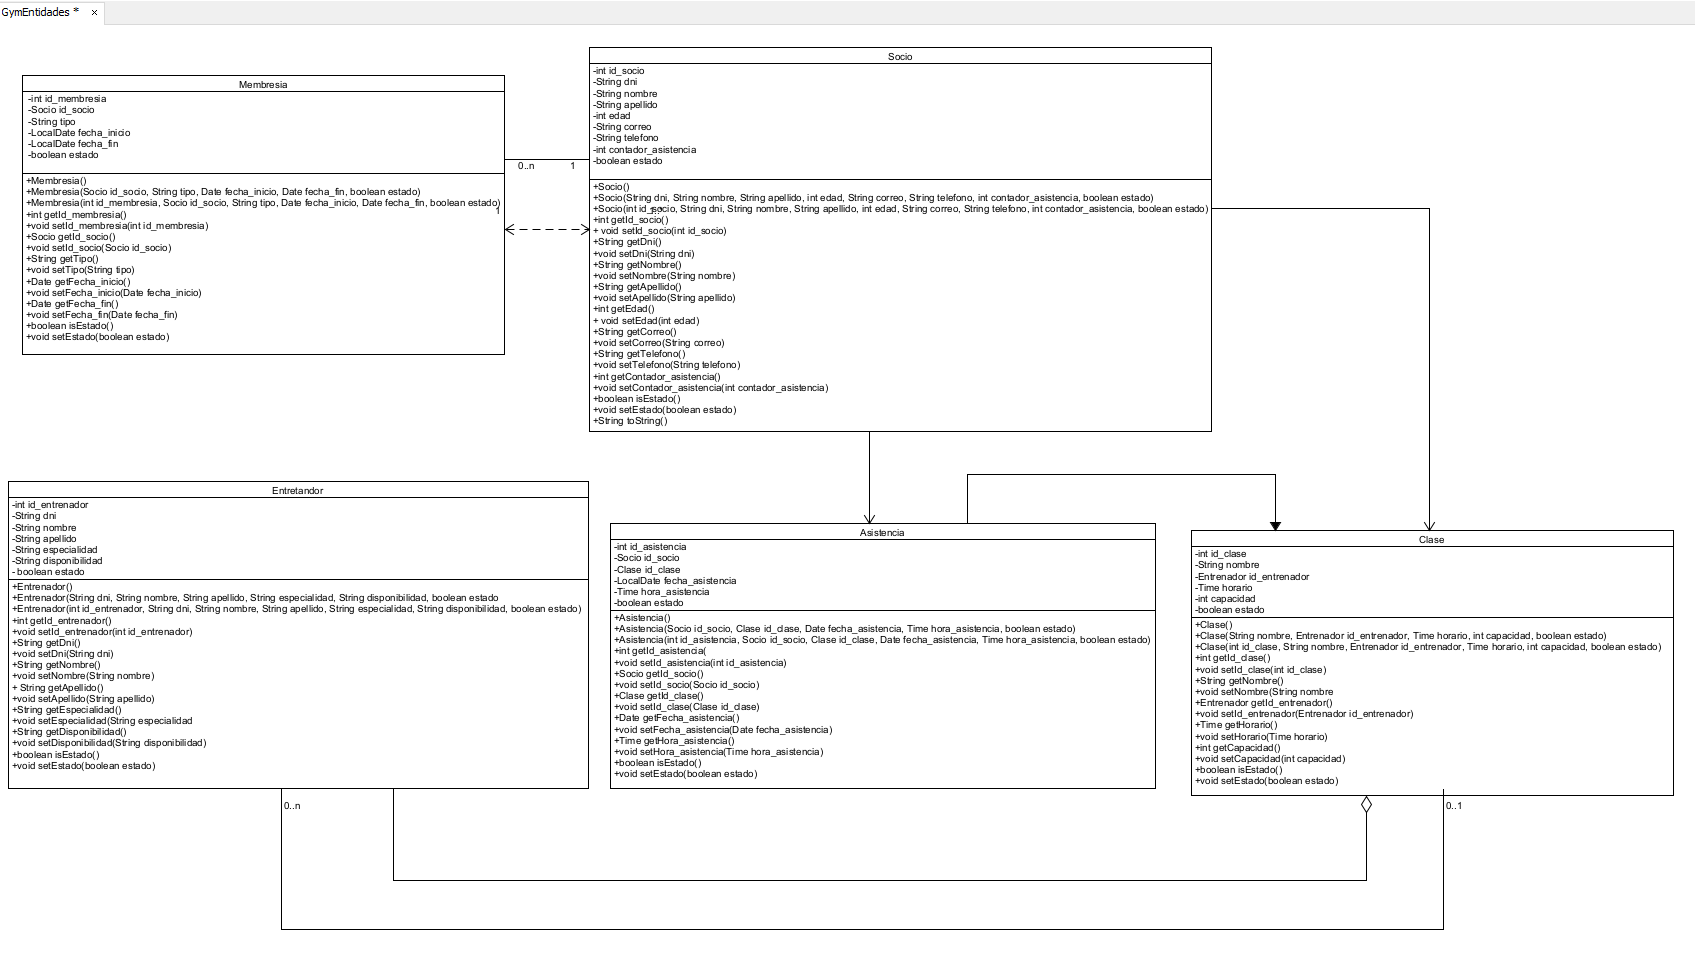 GymEntidades *
Membresia
-int id_membresia
-Socio id_socio
-String tipo
-LocalDate fecha_inicio
-LocalDate fecha_fin
-boolean estado
+Membresia()
+Membresia(Socio id_socio, String tipo, Date fecha_inicio, Date fecha_fin, boolean estado)
+Membresia(int id_membresia, Socio id_socio, String tipo, Date fecha_inicio, Date fecha_fin, boolean estado)
+int getId_membresia()
+void setId_membresia(int id_membresia)
+Socio getId_socio()
+void setId_socio(Socio id_socio)
+String getTipo()
+void setTipo(String tipo)
+Date getFecha_inicio()
+void setFecha_inicio(Date fecha_inicio)
+Date getFecha_fin()
+void setFecha_fin(Date fecha_fin)
+boolean isEstado()
+void setEstado(boolean estado)
0..n
1
1
Socio
-int id_socio
-String dni
-String nombre
-String apellido
-int edad
-String correo
-String telefono
-int contador_asistencia
-boolean estado
+Socio()
+Socio(String dni, String nombre, String apellido, int edad, String correo, String telefono, int contador_asistencia, boolean estado)
+Socio(int id_socio, String dni, String nombre, String apellido, int edad, String correo, String telefono, int contador_asistencia, boolean estado)
+int getId_socio()
+ void setId_socio(int id_socio)
+String getDni()
+void setDni(String dni)
+String getNombre()
+void setNombre(String nombre)
+String getApellido()
+void setApellido(String apellido)
+int getEdad()
+ void setEdad(int edad)
+String getCorreo()
+void setCorreo(String correo)
+String getTelefono()
+void setTelefono(String telefono)
+int getContador_asistencia()
+void setContador_asistencia(int contador_asistencia)
+boolean isEstado()
+void setEstado(boolean estado)
+String toString()
Entretandor
-int id_entrenador
-String dni
-String nombre
-String apellido
-String especialidad
-String disponibilidad
- boolean estado
+Entrenador()
+Entrenador(String dni, String nombre, String apellido, String especialidad, String disponibilidad, boolean estado
+Entrenador(int id_entrenador, String dni, String nombre, String apellido, String especialidad, String disponibilidad, boolean estado)
+int getId_entrenador()
+void setId_entrenador(int id_entrenador)
+String getDni()
+void setDni(String dni)
+String getNombre()
+void setNombre(String nombre)
+ String getApellido()
+void setApellido(String apellido)
+String getEspecialidad()
+void setEspecialidad(String especialidad
+String getDisponibilidad()
+void setDisponibilidad(String disponibilidad)
+boolean isEstado()
+void setEstado(boolean estado)
0..n
Asistencia
-int id_asistencia
-Socio id_socio
-Clase id_clase
-LocalDate fecha_asistencia
-Time hora_asistencia
-boolean estado
+Asistencia()
+Asistencia(Socio id_socio, Clase id_clase, Date fecha_asistencia, Time hora_asistencia, boolean estado)
+Asistencia(int id_asistencia, Socio id_socio, Clase id_clase, Date fecha_asistencia, Time hora_asistencia, boolean estado)
+int getId_asistencia(
+void setId_asistencia(int id_asistencia)
+Socio getId_socio()
+void setId_socio(Socio id_socio)
+Clase getId_clase()
+void setId_clase(Clase id_clase)
+Date getFecha_asistencia()
+void setFecha_asistencia(Date fecha_asistencia)
+Time getHora_asistencia()
+void setHora_asistencia(Time hora_asistencia)
+boolean isEstado()
+void setEstado(boolean estado)
Clase
-int id_clase
-String nombre
-Entrenador id_entrenador
-Time horario
-int capacidad
-boolean estado
+Clase()
+Clase(String nombre, Entrenador id_entrenador, Time horario, int capacidad, boolean estado)
+Clase(int id_clase, String nombre, Entrenador id_entrenador, Time horario, int capacidad, boolean estado)
+int getId_clase()
+void setId_clase(int id_clase)
+String getNombre()
+void setNombre(String nombre
+Entrenador getId_entrenador()
+void setId_entrenador(Entrenador id_entrenador)
+Time getHorario()
+void setHorario(Time horario)
+int getCapacidad()
+void setCapacidad(int capacidad)
+boolean isEstado()
+void setEstado(boolean estado)
0..1